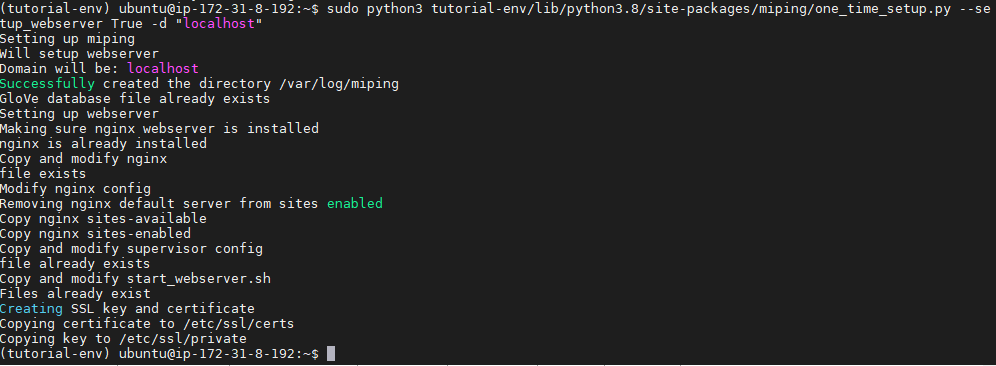 (tutorial-env) ubuntu@ip-172-31-8-192:~$ sudo python3 tutorial-env/lib/python3.8/site-packages/miping/one_time_setup.py --se
tup_webserver True -d "localhost"
Setting up miping
Will setup webserver
Domain will be: localhost
Successfully created the directory /var/log/miping
GloVe database file already exists
Setting up webserver
Making sure nginx webserver is installed
nginx is already installed
Copy and modify nginx
file exists
Modify nginx config
Removing nginx default server from sites enabled
Copy nginx sites-available
Copy nginx sites-enabled
Copy and modify supervisor config
file already exists
Copy and modify start_webserver.sh
Files already exist
Creating SSL key and certificate
Copying certificate to /etc/ssl/certs
Copying key to /etc/ssl/private
(tutorial-env) ubuntu@ip-172-31-8-192:~$